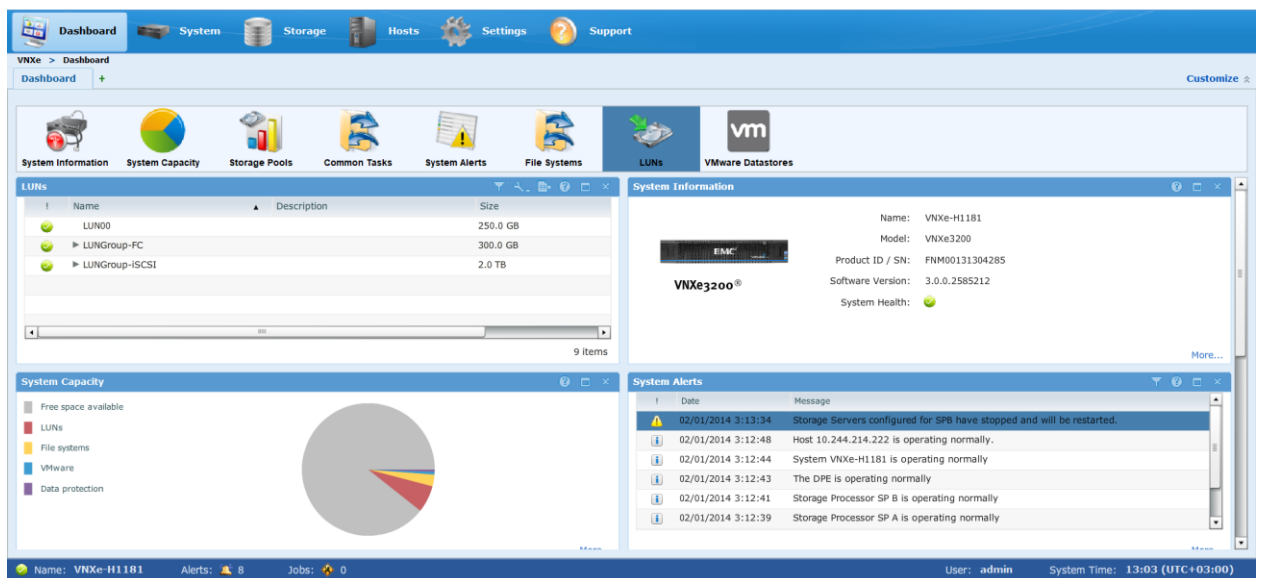 Dashboard System Storage Hosts Settings Support
VNXe > Dashboard
Dashboard + Customize
System Information System Capacity Storage Pools Common Tasks System Alerts File Systems LUNs vm VMware Datastores
LUNs
! Name Description Size
LUN00 250.0 GB
LUNGroup-FC 300.0 GB
LUNGroup-iSCSI 2.0 TB
9 items
System Information
EMC
VNXe3200®
Name: VNXe-H1181
Model: VNXe3200
Product ID / SN: FNM00131304285
Software Version: 3.0.0.2585212
System Health:
More...
System Capacity
Free space available
LUNs
File systems
VMware
Data protection
System Alerts
! Date Message
02/01/2014 3:13:34 Storage Servers configured for SPB have stopped and will be restarted.
02/01/2014 3:12:48 Host 10.244.214.222 is operating normally.
02/01/2014 3:12:44 System VNXe-H1181 is operating normally
02/01/2014 3:12:43 The DPE is operating normally
02/01/2014 3:12:41 Storage Processor SP B is operating normally
02/01/2014 3:12:39 Storage Processor SP A is operating normally
Name: VNXe-H1181 Alerts: 8 Jobs: 0 User: admin System Time: 13:03 (UTC+03:00)